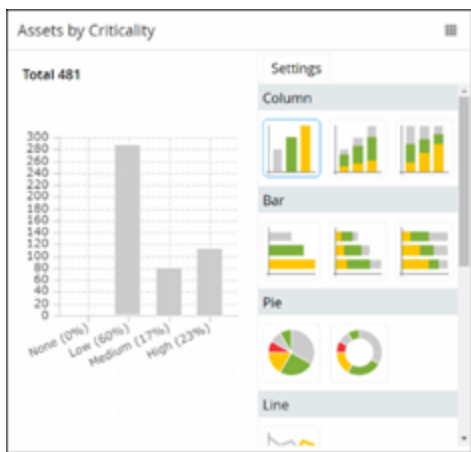 Assets by Criticality
Total 481
300
280
260
240
220
200
180
160
140
120
100
80
60
40
20
0
None (0%)
Low (60%)
Medium (17%)
High (23%)
Settings
Column
Bar
Pie
Line